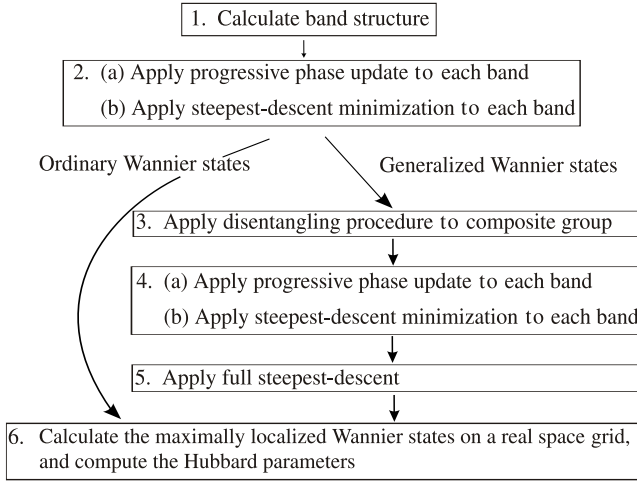 1. Calculate band structure
2. (a) Apply progressive phase update to each band
(b) Apply steepest-descent minimization to each band
Ordinary Wannier states
Generalized Wannier states
3. Apply disentangling procedure to composite group
4. (a) Apply progressive phase update to each band
(b) Apply steepest-descent minimization to each band
5. Apply full steepest-descent
6. Calculate the maximally localized Wannier states on a real space grid,
and compute the Hubbard parameters